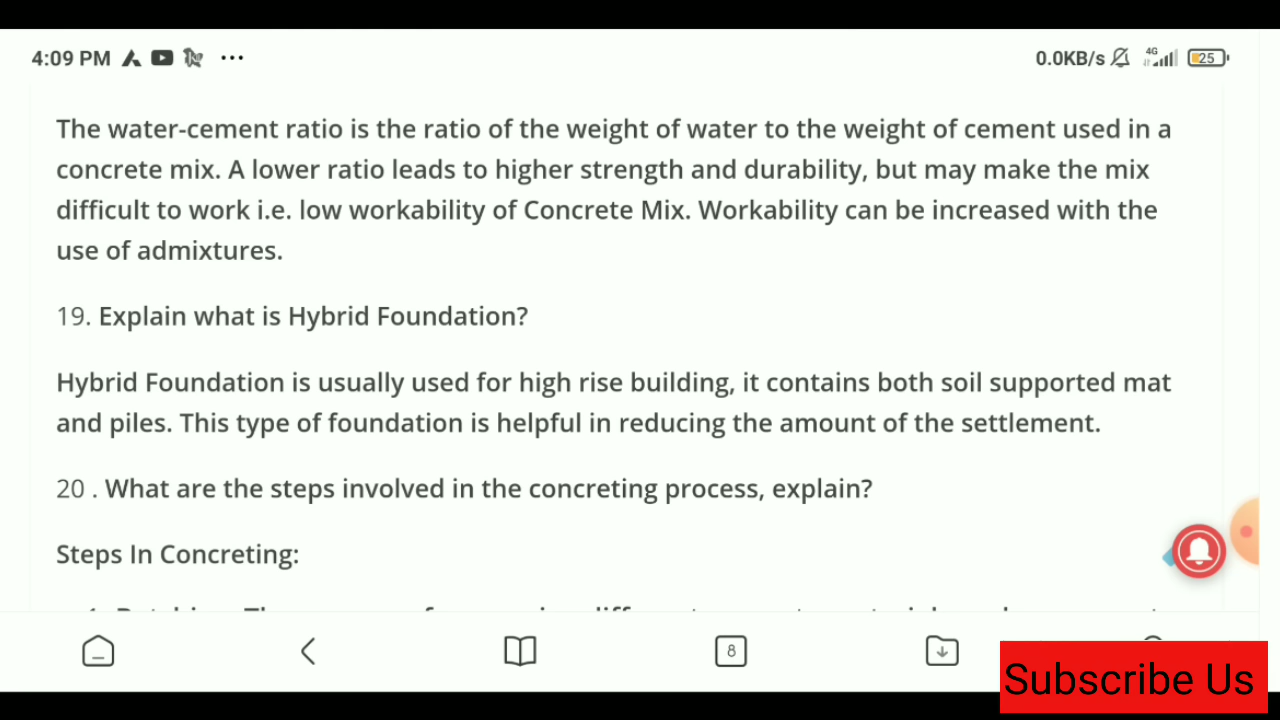 4:09 PM ... 0.0KB/s 4G 25
The water-cement ratio is the ratio of the weight of water to the weight of cement used in a
concrete mix. A lower ratio leads to higher strength and durability, but may make the mix
difficult to work i.e. low workability of Concrete Mix. Workability can be increased with the
use of admixtures.
19. Explain what is Hybrid Foundation?
Hybrid Foundation is usually used for high rise building, it contains both soil supported mat
and piles. This type of foundation is helpful in reducing the amount of the settlement.
20 . What are the steps involved in the concreting process, explain?
Steps In Concreting:
8
Subscribe Us